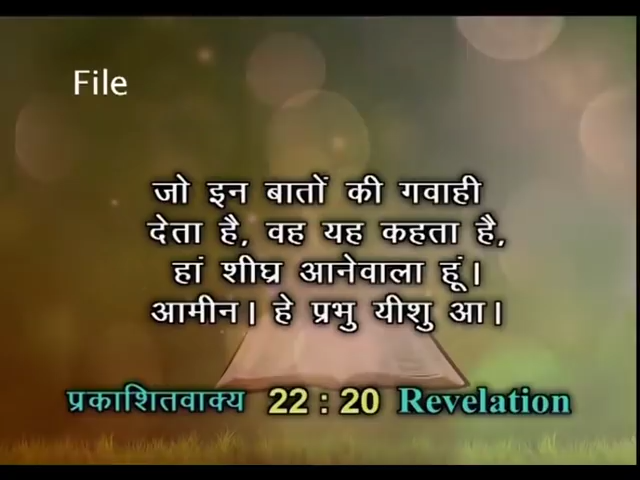 File
जो इन बातों की गवाही
देता है, वह यह कहता है,
हां शीघ्र आनेवाला हूं।
आमीन। हे प्रभु यीशु आ।
प्रकाशितवाक्य 22 : 20 Revelation